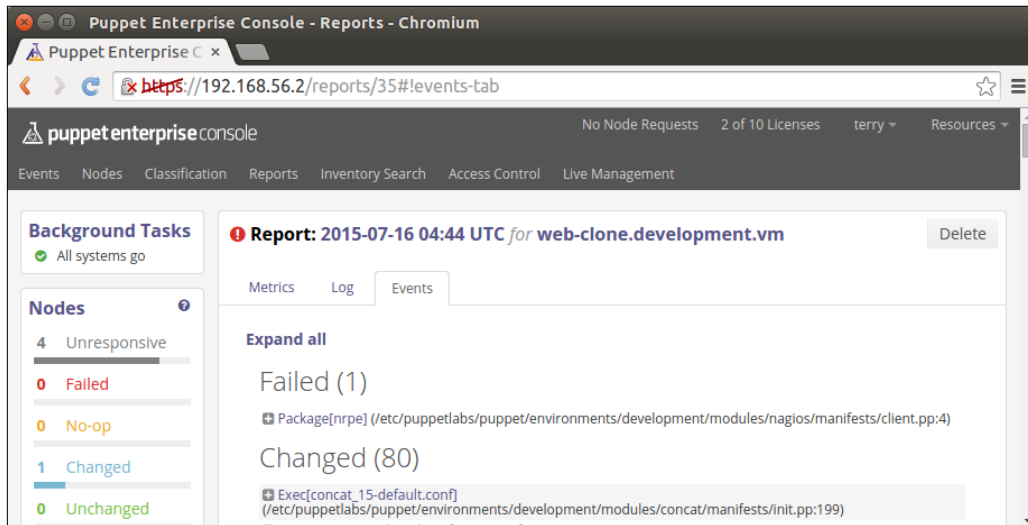 Puppet Enterprise Console - Reports - Chromium
Puppet Enterprise C
https://192.168.56.2/reports/35#!events-tab
puppet enterprise console
No Node Requests 2 of 10 Licenses terry Resources
Events Nodes Classification Reports Inventory Search Access Control Live Management
Background Tasks
All systems go
Nodes
4 Unresponsive
0 Failed
0 No-op
1 Changed
0 Unchanged
Report: 2015-07-16 04:44 UTC for web-clone.development.vm
Delete
Metrics Log Events
Expand all
Failed (1)
Package[nrpe] (/etc/puppetlabs/puppet/environments/development/modules/nagios/manifests/client.pp:4)
Changed (80)
Exec[concat_15-default.conf]
(/etc/puppetlabs/puppet/environments/development/modules/concat/manifests/init.pp:199)